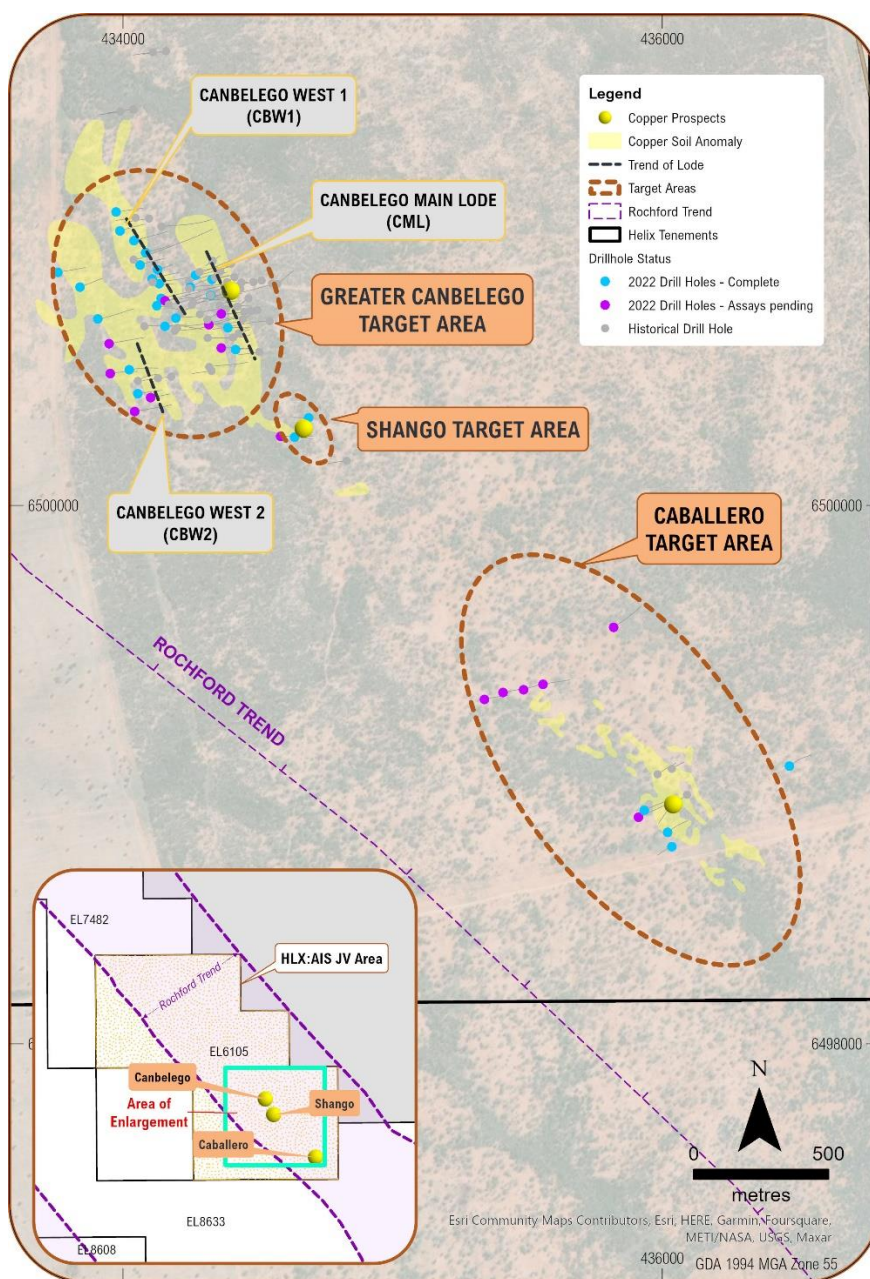 434000
436000
CANBELEGO WEST 1
(CBW1)
CANBELEGO MAIN LODE
(CML)
Legend
Copper Prospects
Copper Soil Anomaly
Trend of Lode
Target Areas
Rochford Trend
Helix Tenements
Drillhole Status
2022 Drill Holes - Complete
2022 Drill Holes - Assays pending
Historical Drill Hole
GREATER CANBELEGO
TARGET AREA
SHANGO TARGET AREA
6500000
6500000
CANBELEGO WEST 2
(CBW2)
CABALLERO
TARGET AREA
ROCHFORD TREND
EL7482
HLX:AIS JV Area
Rochford Trend
EL6105
Canbelego
Area of
Enlargement
Shango
Caballero
EL8633
EL8608
6498000
N
0 500
metres
Esri Community Maps Contributors, Esri, HERE, Garmin, Foursquare,
METI/NASA, USGS, Maxar
436000
GDA 1994 MGA Zone 55